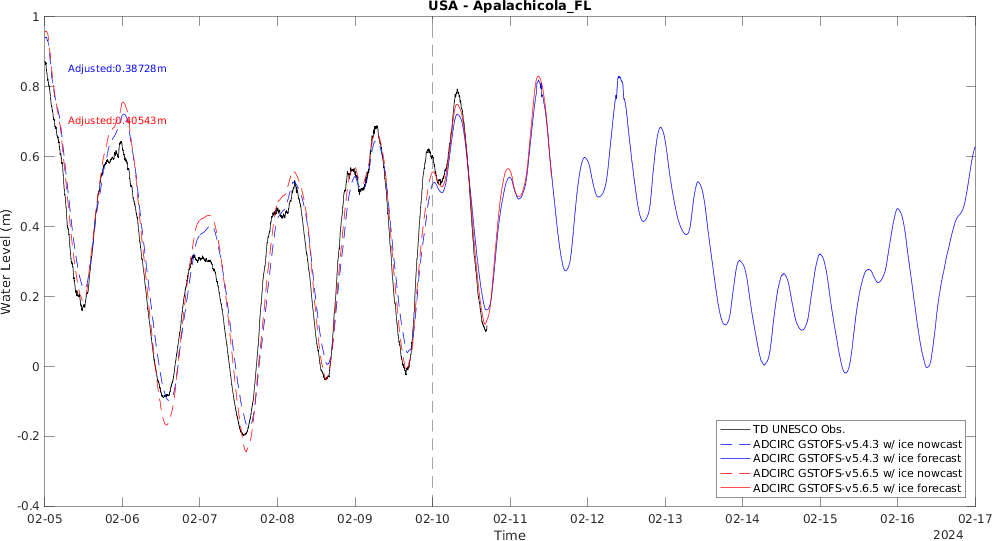 USA - Apalachicola_FL
1
Adjusted:0.38728m
0.8
Adjusted:0.40543m
0.6
Water Level (m)
0.4
0.2
0
-0.2
TD UNESCO Obs.
ADCIRC GSTOFS-v5.4.3 w/ ice nowcast
ADCIRC GSTOFS-v5.4.3 w/ ice forecast
ADCIRC GSTOFS-v5.6.5 w/ ice nowcast
ADCIRC GSTOFS-v5.6.5 w/ ice forecast
-0.4
02-05 02-06 02-07 02-08 02-09 02-10 02-11 02-12 02-13 02-14 02-15 02-16 02-17
Time
2024